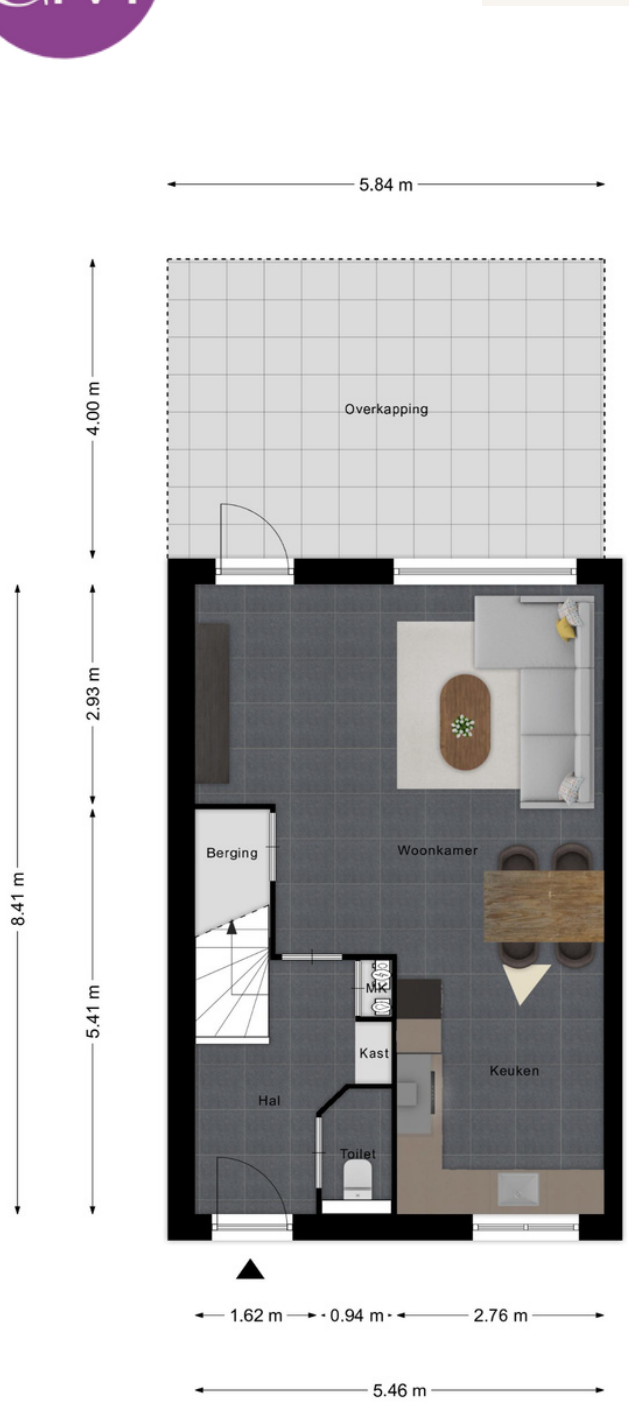 5.84 m
4.00 m
Overkapping
2.93 m
8.41 m
Berging
Woonkamer
5.41 m
MK
Kast
Keuken
Hal
Toilet
1.62 m
0.94 m
2.76 m
5.46 m